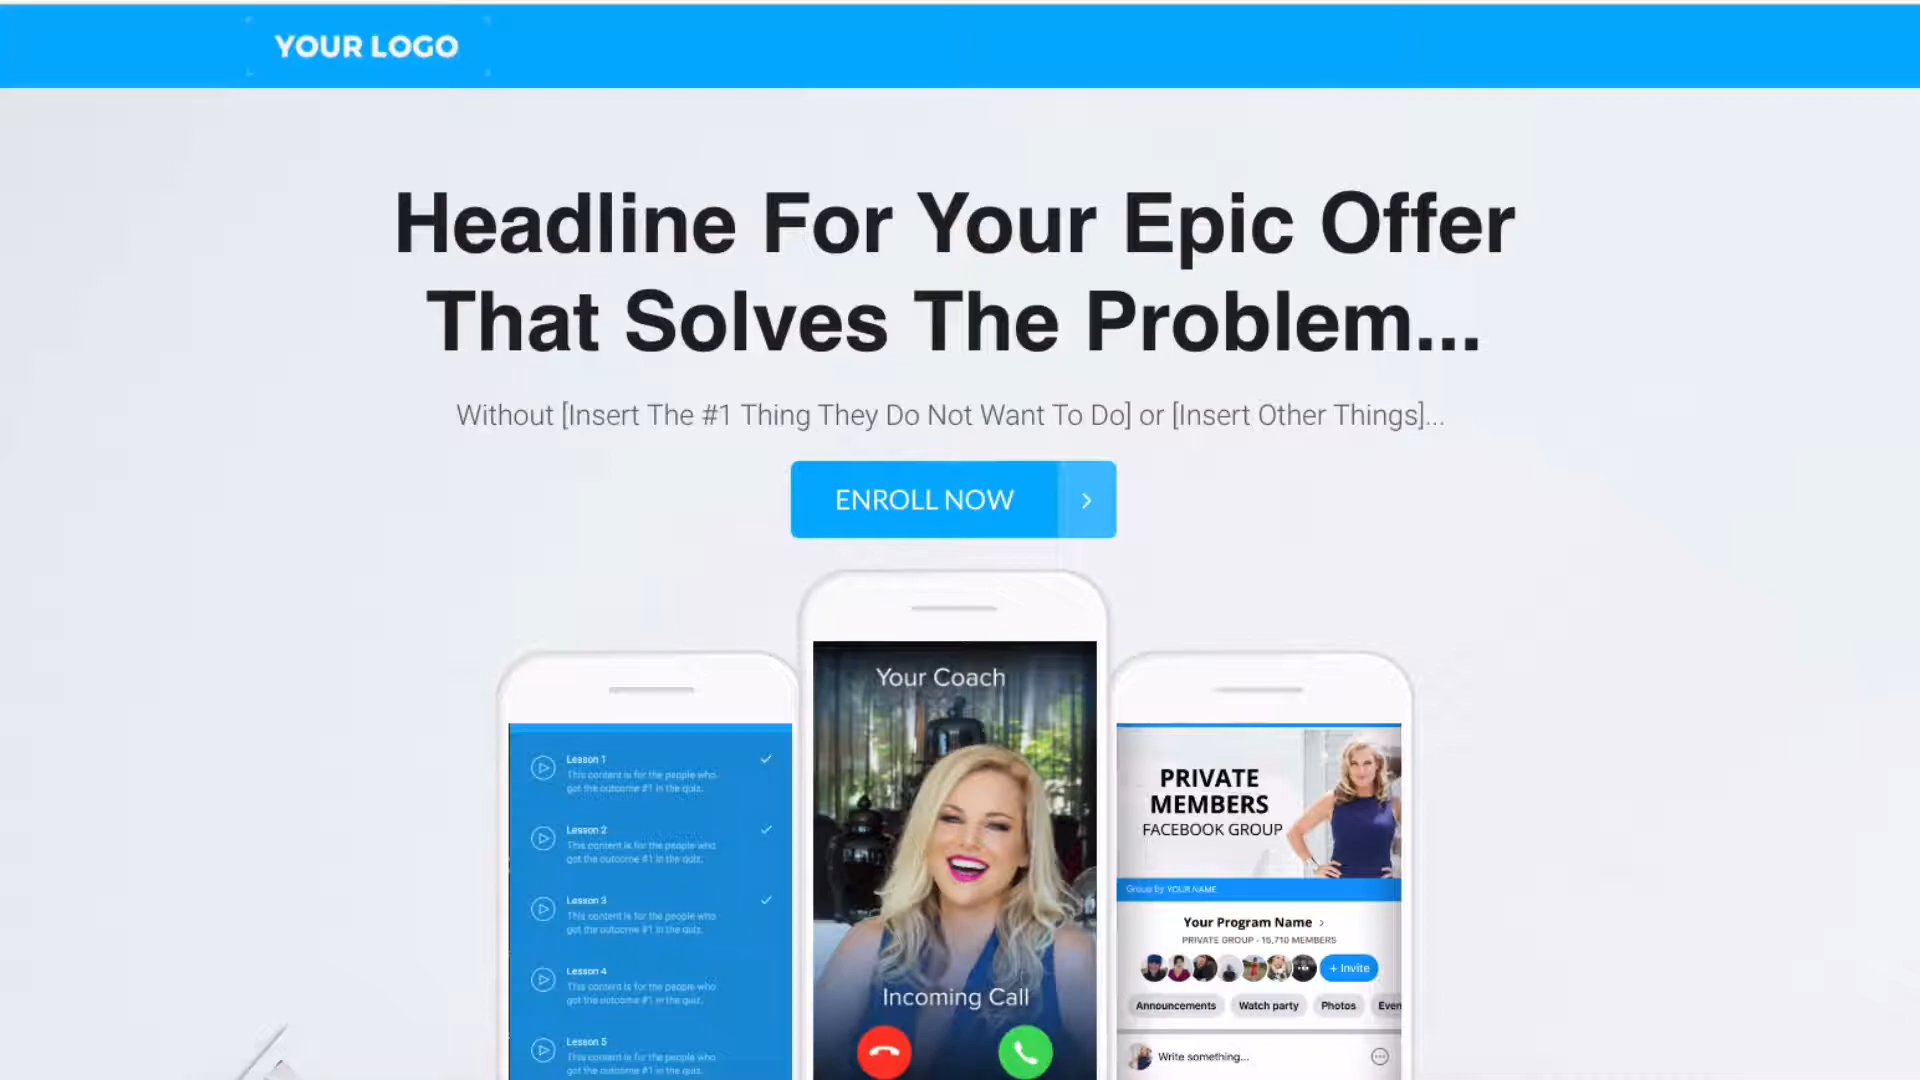 YOUR LOGO
Headline For Your Epic Offer
That Solves The Problem...
Without [Insert The #1 Thing They Do Not Want To Do] or [Insert Other Things]...
ENROLL NOW
Your Coach
Incoming Call
Lesson 1
This content is for the people who
got the outcome #1 in the quiz.
Lesson 2
This content is for the people who
got the outcome #1 in the quiz.
Lesson 3
This content is for the people who
got the outcome #1 in the quiz.
Lesson 4
This content is for the people who
got the outcome #1 in the quiz.
Lesson 5
This content is for the people who
got the outcome #1 in the quiz.
PRIVATE
MEMBERS
FACEBOOK GROUP
Group by YOUR NAME
Your Program Name
PRIVATE GROUP · 15,710 MEMBERS
+ Invite
Announcements Watch party Photos Even
Write something...